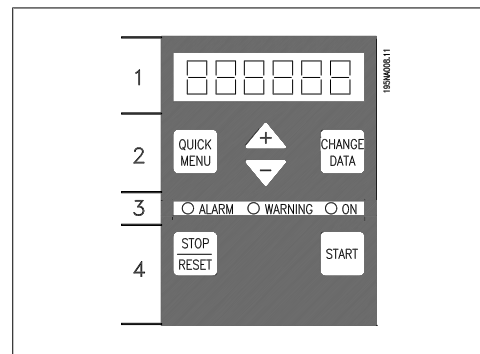 195NA008.11
1
2
QUICK
MENU
+
−
CHANGE
DATA
3
ALARM WARNING ON
4
STOP
RESET
START